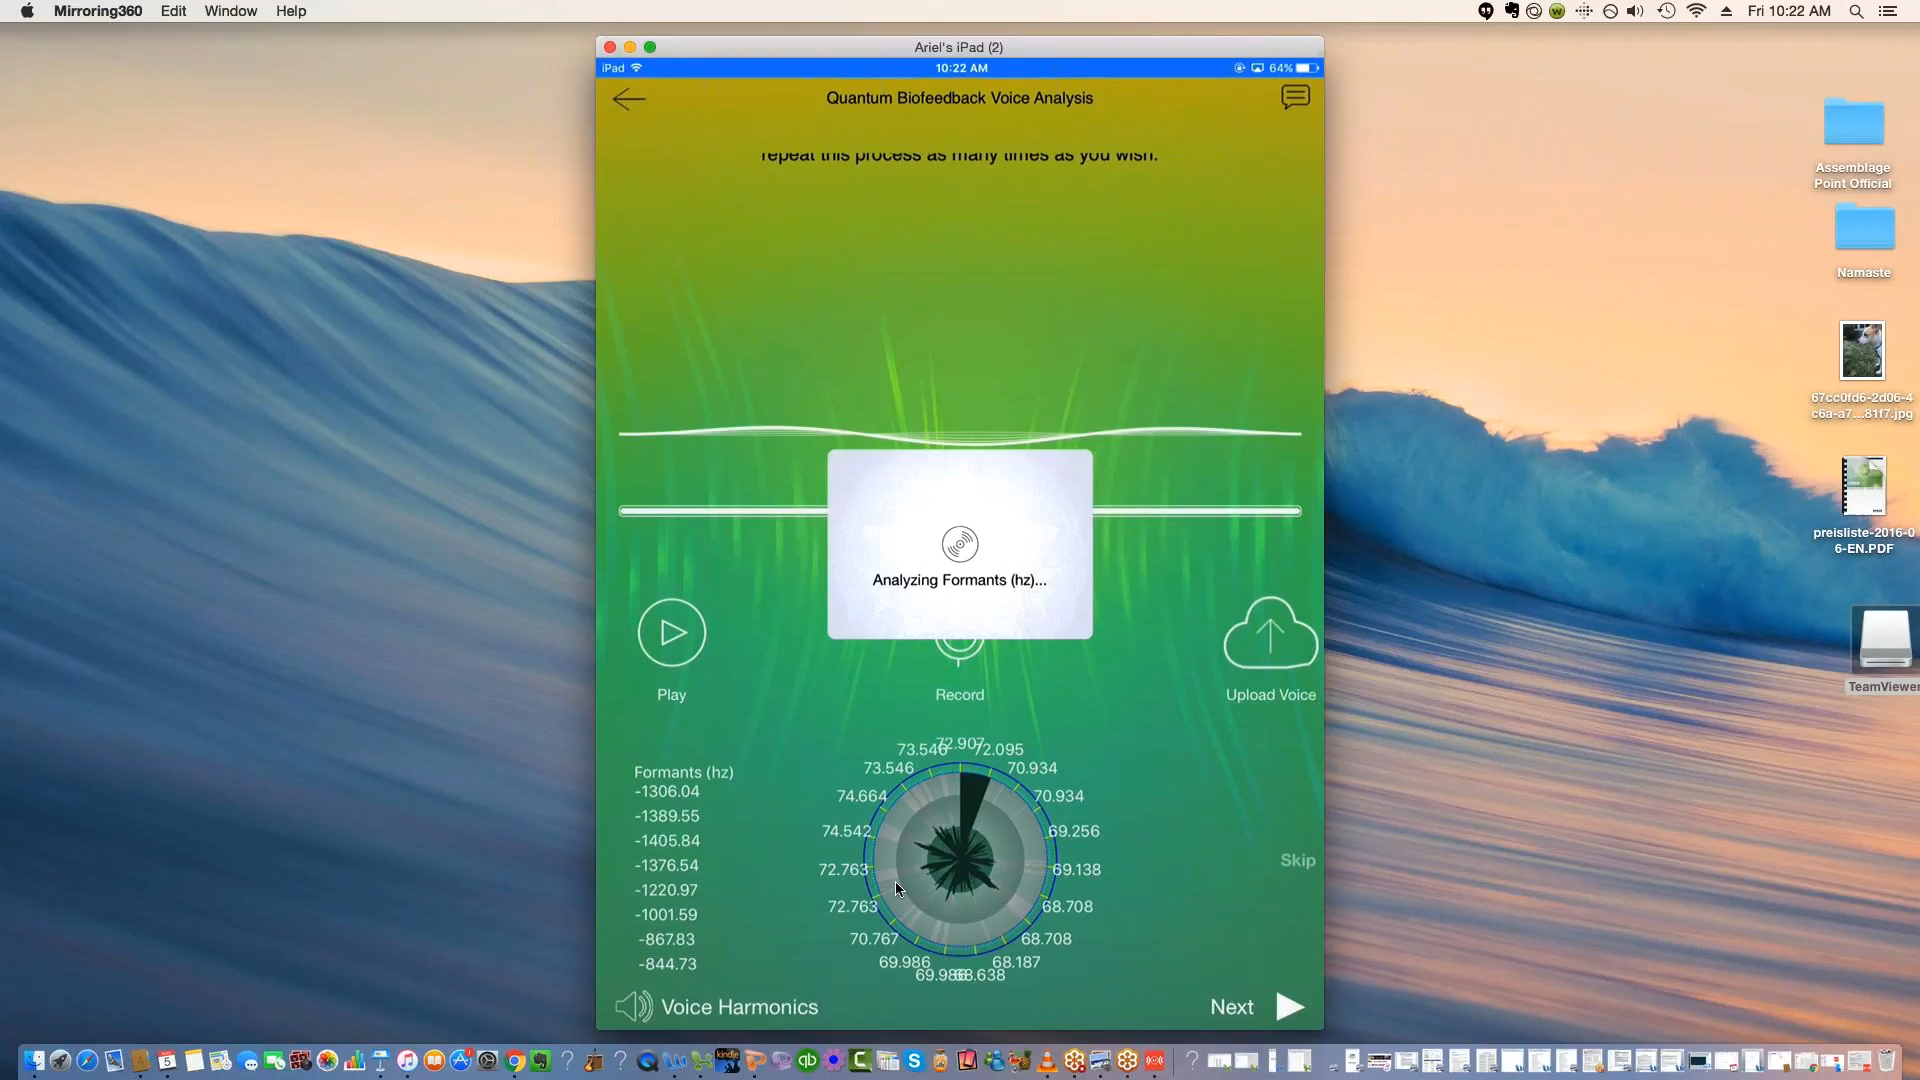 Mirroring360 Edit Window Help
Fri 10:22 AM
Ariel's iPad (2)
iPad 10:22 AM 64%
Quantum Biofeedback Voice Analysis
repeat this process as many times as you wish.
Assemblage
Point Official
Namaste
67cc0fd6-2d06-4
c6a-a7...81f7.jpg
preisliste-2016-0
6-EN.PDF
TeamViewer
Analyzing Formants (hz)...
Play
Record
Upload Voice
Formants (hz)
-1306.04
-1389.55
-1405.84
-1376.54
-1220.97
-1001.59
-867.83
-844.73
72.907
73.546 72.095
73.546 70.934
74.664 70.934
74.542 69.256
72.763 69.138
72.763 68.708
70.767 68.708
69.986 68.187
69.986 68.638
Skip
Voice Harmonics
Next